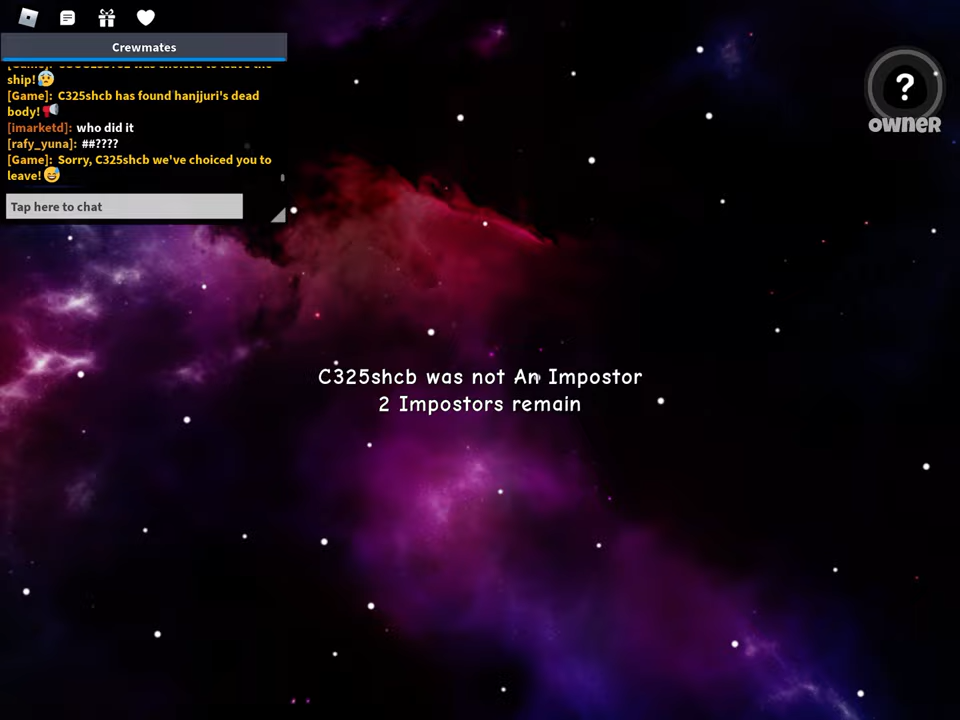 Crewmates
ship!😰
[Game]: C325shcb has found hanjjuri's dead
body!📢
[imarketd]: who did it
[rafy_yuna]: ##????
[Game]: Sorry, C325shcb we've choiced you to
leave!😅
Tap here to chat
?
OWNER
C325shcb was not An Impostor
2 Impostors remain